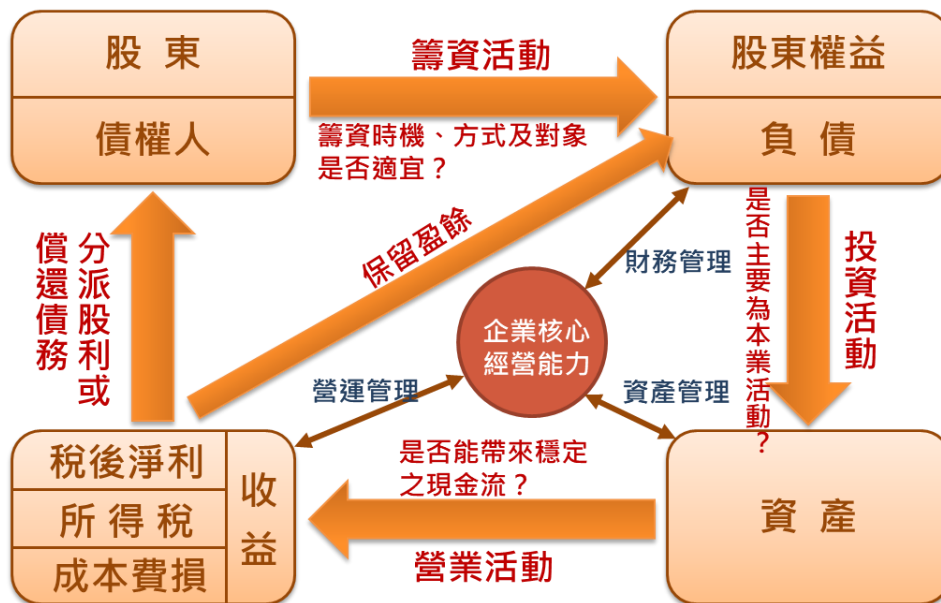 股東
債權人
籌資活動
籌資時機、方式及對象
是否適宜？
股東權益
負債
分派股利或
償還債務
保留盈餘
財務管理
是否主要為本業活動？
投資活動
企業核心
經營能力
營運管理
資產管理
稅後淨利
所得稅
成本費損
收益
是否能帶來穩定
之現金流？
營業活動
資產